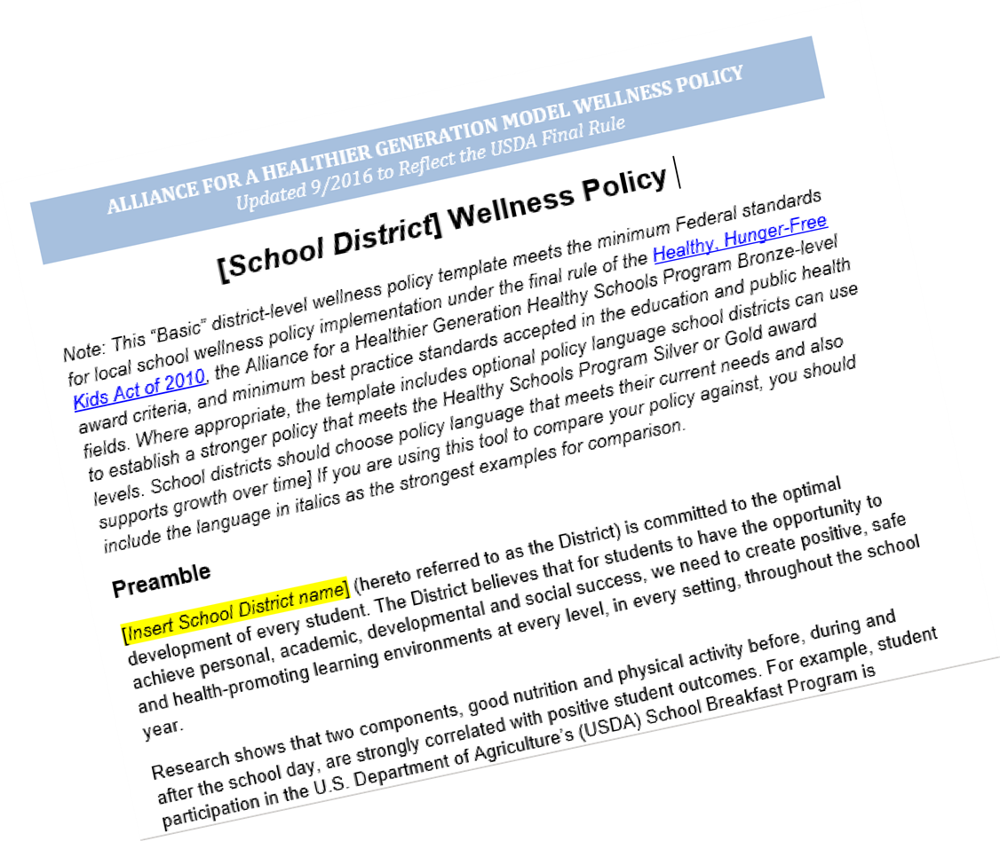 ALLIANCE FOR A HEALTHIER GENERATION MODEL WELLNESS POLICY
Updated 9/2016 to Reflect the USDA Final Rule
[School District] Wellness Policy
Note: This “Basic” district-level wellness policy template meets the minimum Federal standards
for local school wellness policy implementation under the final rule of the Healthy, Hunger-Free
Kids Act of 2010, the Alliance for a Healthier Generation Healthy Schools Program Bronze-level
award criteria, and minimum best practice standards accepted in the education and public health
fields. Where appropriate, the template includes optional policy language school districts can use
to establish a stronger policy that meets the Healthy Schools Program Silver or Gold award
levels. School districts should choose policy language that meets their current needs and also
supports growth over time] If you are using this tool to compare your policy against, you should
include the language in italics as the strongest examples for comparison.
Preamble
[Insert School District name] (hereto referred to as the District) is committed to the optimal
development of every student. The District believes that for students to have the opportunity to
achieve personal, academic, developmental and social success, we need to create positive, safe
and health-promoting learning environments at every level, in every setting, throughout the school
year.
Research shows that two components, good nutrition and physical activity before, during and
after the school day, are strongly correlated with positive student outcomes. For example, student
participation in the U.S. Department of Agriculture’s (USDA) School Breakfast Program is